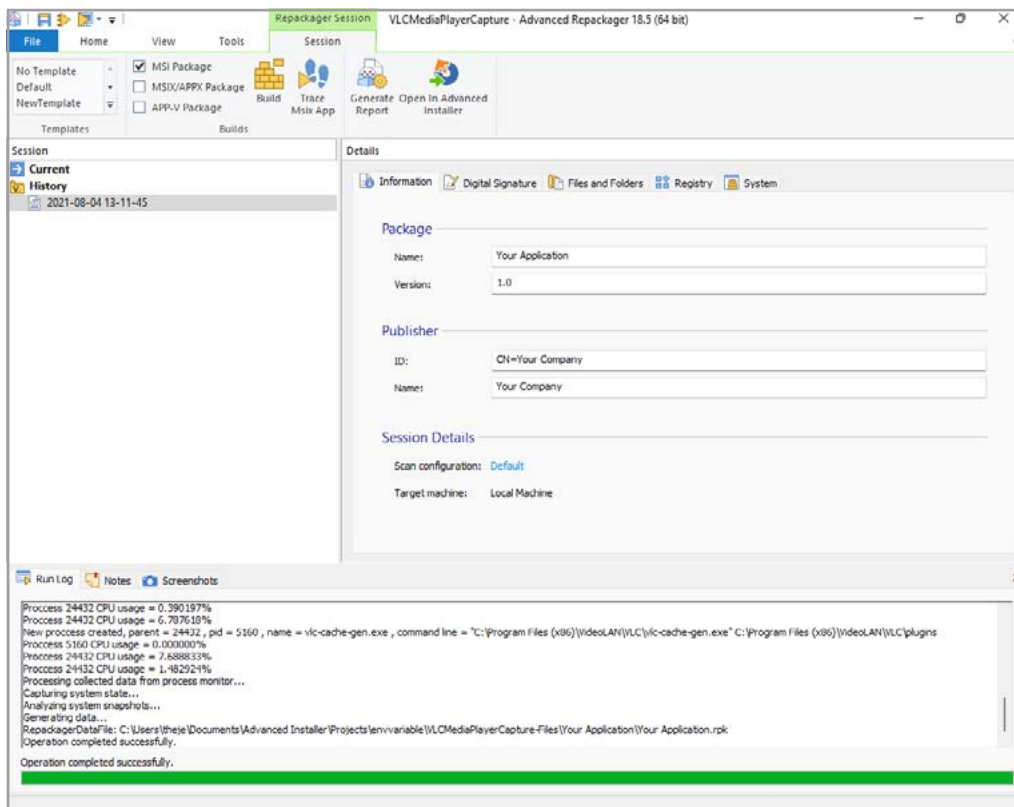 Repackager Session
VLCMediaPlayerCapture - Advanced Repackager 18.5 (64 bit)
File
Home
View
Tools
Session
No Template
Default
NewTemplate
Templates
MSI Package
MSIX/APPX Package
APP-V Package
Build
Trace
Msix App
Builds
Generate
Report
Open In Advanced
Installer
Session
Current
History
2021-08-04 13-11-45
Details
Information
Digital Signature
Files and Folders
Registry
System
Package
Name:
Your Application
Version:
1.0
Publisher
ID:
CN=Your Company
Name:
Your Company
Session Details
Scan configuration:
Default
Target machine:
Local Machine
Run Log
Notes
Screenshots
Proccess 24432 CPU usage = 0.390197%
Proccess 24432 CPU usage = 6.787618%
New proccess created, parent = 24432 , pid = 5160 , name = vlc-cache-gen.exe , command line = "C:\Program Files (x86)\VideoLAN\VLC\vlc-cache-gen.exe" C:\Program Files (x86)\VideoLAN\VLC\plugins
Proccess 5160 CPU usage = 0.000000%
Proccess 24432 CPU usage = 7.688833%
Proccess 24432 CPU usage = 1.482924%
Processing collected data from process monitor...
Capturing system state...
Analyzing system snapshots...
Generating data...
RepackagerDataFile: C:\Users\theje\Documents\Advanced Installer\Projects\envvariable\VLCMediaPlayerCapture-Files\Your Application\Your Application.rpk
Operation completed successfully.
Operation completed successfully.